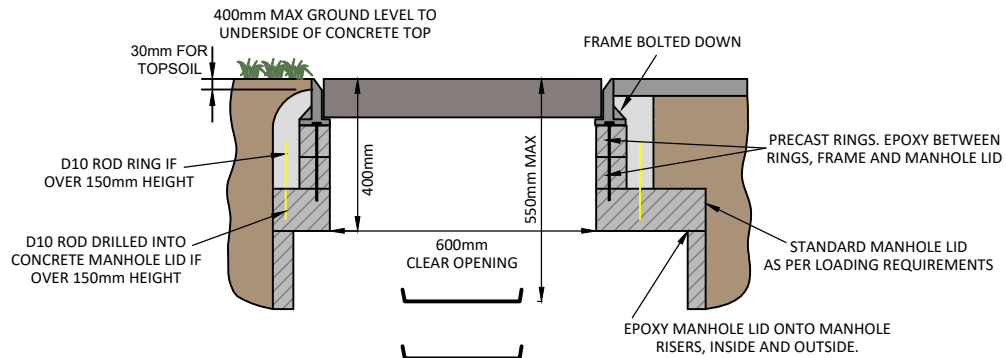 400mm MAX GROUND LEVEL TO
UNDERSIDE OF CONCRETE TOP
30mm FOR
TOPSOIL
FRAME BOLTED DOWN
D10 ROD RING IF
OVER 150mm HEIGHT
400mm
550mm MAX
PRECAST RINGS. EPOXY BETWEEN
RINGS, FRAME AND MANHOLE LID
D10 ROD DRILLED INTO
CONCRETE MANHOLE LID IF
OVER 150mm HEIGHT
600mm
CLEAR OPENING
STANDARD MANHOLE LID
AS PER LOADING REQUIREMENTS
EPOXY MANHOLE LID ONTO MANHOLE
RISERS, INSIDE AND OUTSIDE.